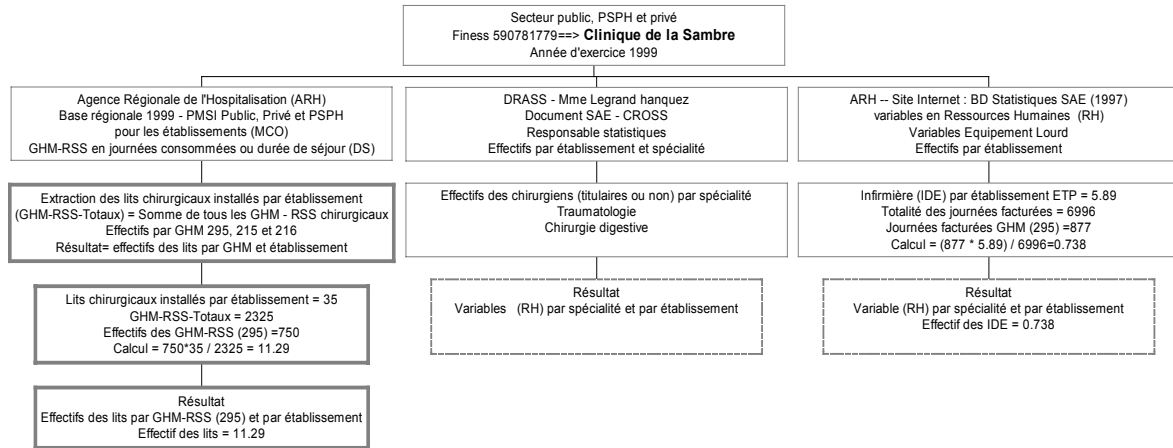 Secteur public, PSPH et privé
Finess 590781779==> Clinique de la Sambre
Année d'exercice 1999
Agence Régionale de l'Hospitalisation (ARH)
Base régionale 1999 - PMSI Public, Privé et PSPH
pour les établissements (MCO)
GHM-RSS en journées consommées ou durée de séjour (DS)
Extraction des lits chirurgicaux installés par établissement
(GHM-RSS-Totaux) = Somme de tous les GHM - RSS chirurgicaux
Effectifs par GHM 295, 215 et 216
Résultat= effectifs des lits par GHM et établissement
Lits chirurgicaux installés par établissement = 35
GHM-RSS-Totaux = 2325
Effectifs des GHM-RSS (295) =750
Calcul = 750*35 / 2325 = 11.29
Résultat
Effectifs des lits par GHM-RSS (295) et par établissement
Effectif des lits = 11.29
DRASS - Mme Legrand hanquez
Document SAE - CROSS
Responsable statistiques
Effectifs par établissement et spécialité
Effectifs des chirurgiens (titulaires ou non) par spécialité
Traumatologie
Chirurgie digestive
Résultat
Variables (RH) par spécialité et par établissement
ARH -- Site Internet : BD Statistiques SAE (1997)
variables en Ressources Humaines (RH)
Variables Equipement Lourd
Effectifs par établissement
Infirmière (IDE) par établissement ETP = 5.89
Totalité des journées facturées = 6996
Journées facturées GHM (295) =877
Calcul = (877 * 5.89) / 6996=0.738
Résultat
Variable (RH) par spécialité et par établissement
Effectif des IDE = 0.738